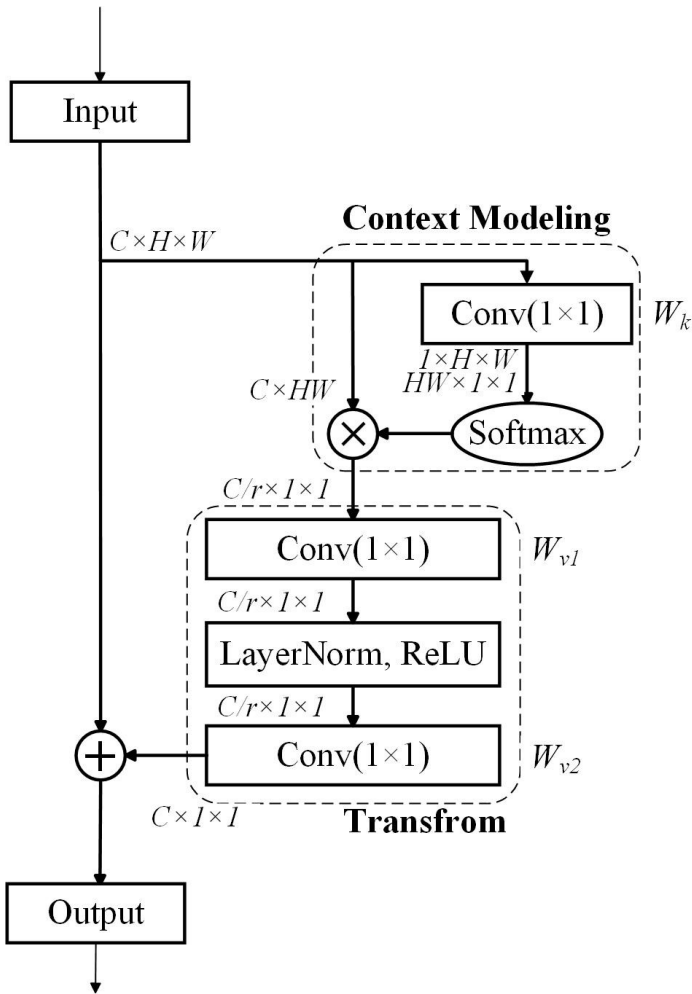 Input
Context Modeling
C×H×W
Conv(1×1)
W_k
1×H×W
HW×1×1
C×HW
Softmax
C/r×1×1
Conv(1×1)
W_v1
C/r×1×1
LayerNorm, ReLU
C/r×1×1
Conv(1×1)
W_v2
C×1×1
Transfrom
Output